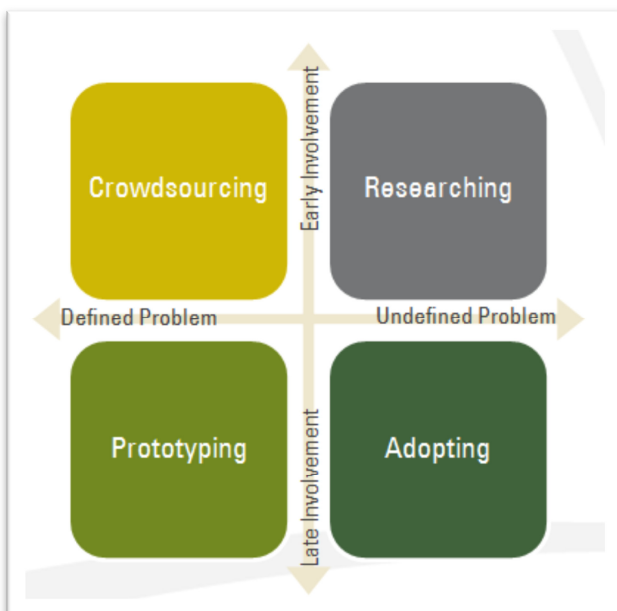 Early Involvement
Crowdsourcing
Researching
Defined Problem
Undefined Problem
Prototyping
Adopting
Late Involvement